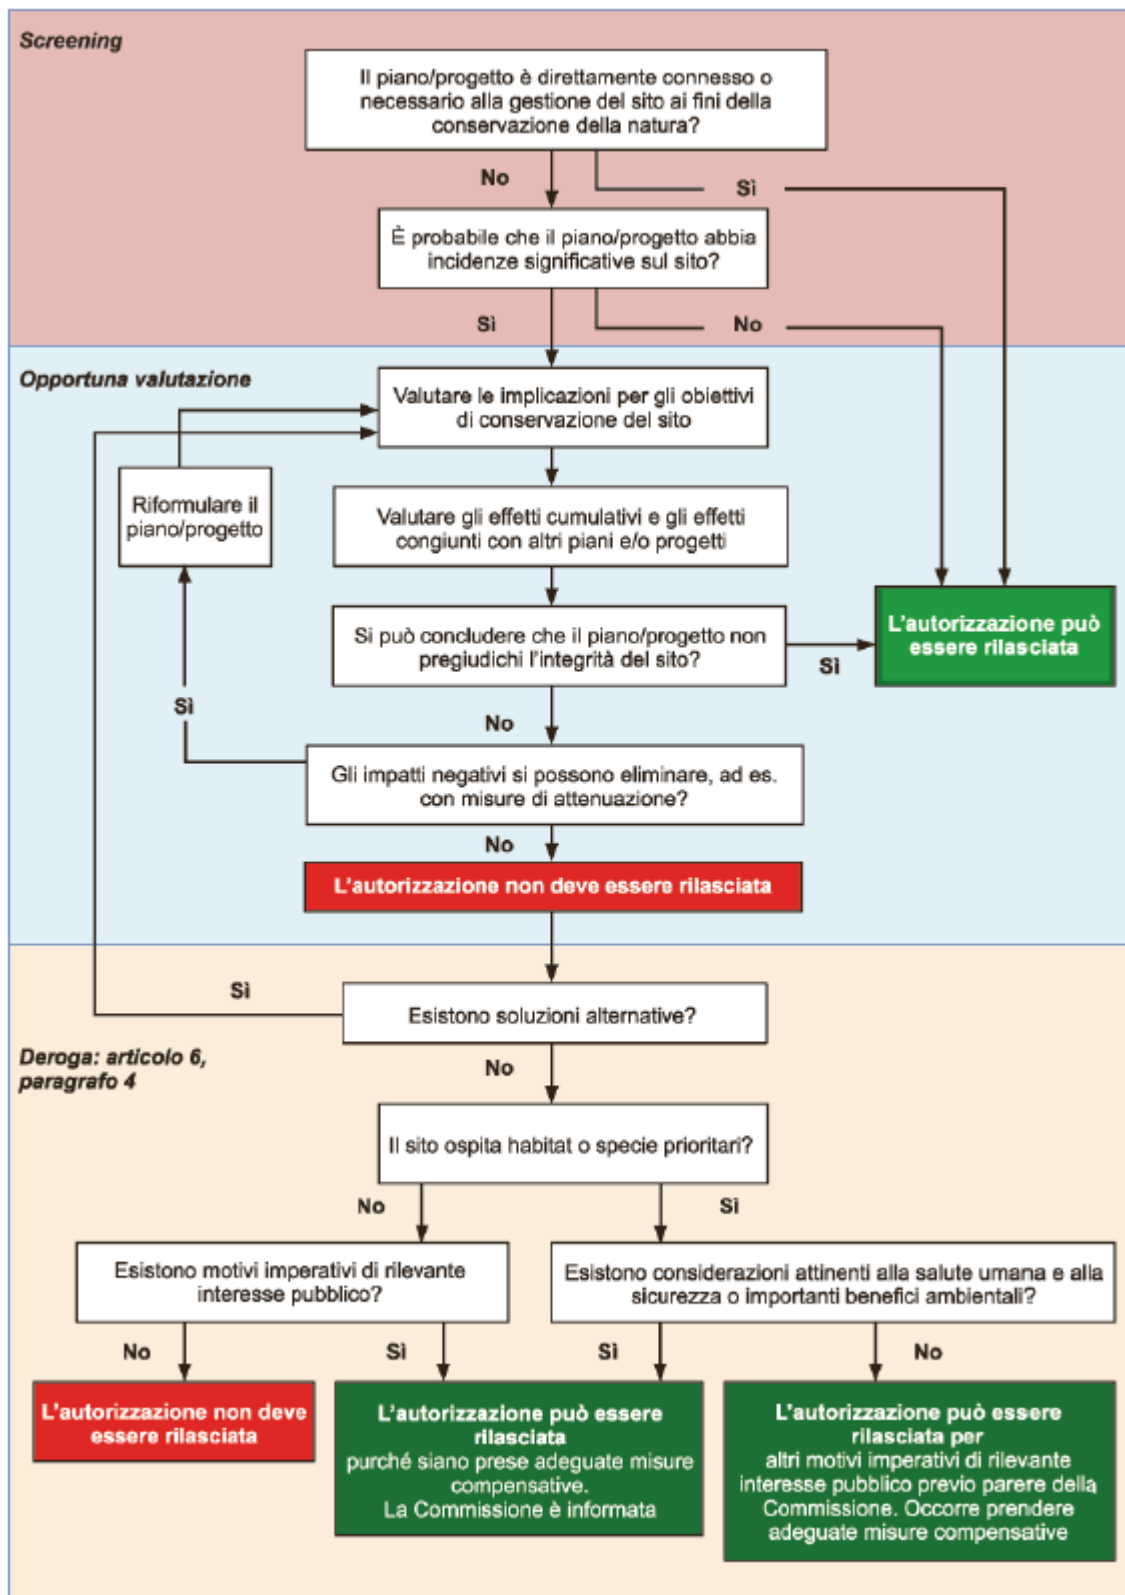 Screening
Il piano/progetto è direttamente connesso o
necessario alla gestione del sito ai fini della
conservazione della natura?
No
Sì
È probabile che il piano/progetto abbia
incidenze significative sul sito?
Sì
No
Opportuna valutazione
Valutare le implicazioni per gli obiettivi
di conservazione del sito
Riformulare il
piano/progetto
Valutare gli effetti cumulativi e gli effetti
congiunti con altri piani e/o progetti
Si può concludere che il piano/progetto non
pregiudichi l'integrità del sito?
Sì
L'autorizzazione può
essere rilasciata
Sì
No
Gli impatti negativi si possono eliminare, ad es.
con misure di attenuazione?
No
L'autorizzazione non deve essere rilasciata
Sì
Esistono soluzioni alternative?
Deroga: articolo 6,
paragrafo 4
No
Il sito ospita habitat o specie prioritari?
No
Sì
Esistono motivi imperativi di rilevante
interesse pubblico?
Esistono considerazioni attinenti alla salute umana e alla
sicurezza o importanti benefici ambientali?
No
Sì
Sì
No
L'autorizzazione non deve
essere rilasciata
L'autorizzazione può essere
rilasciata
purché siano prese adeguate misure
compensative.
La Commissione è informata
L'autorizzazione può essere
rilasciata per
altri motivi imperativi di rilevante
interesse pubblico previo parere della
Commissione. Occorre prendere
adeguate misure compensative